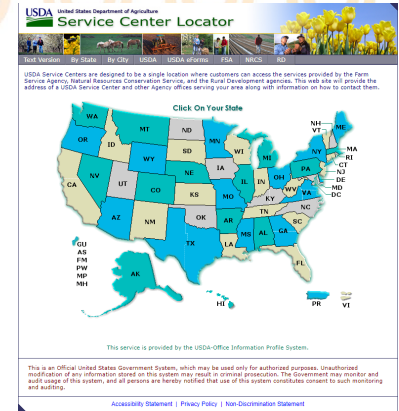 USDA United States Department of Agriculture
Service Center Locator
Text Version By State By City USDA USDA eForms FSA NRCS RD
USDA Service Centers are designed to be a single location where customers can access the services provided by the Farm
Service Agency, Natural Resources Conservation Service, and the Rural Development agencies. This web site will provide the
address of a USDA Service Center and other Agency offices serving your area along with information on how to contact them.
Click On Your State
WA
MT
ND
MN
NH
VT
ME
OR
ID
SD
WI
MI
NY
MA
RI
WY
IA
CT
NJ
NV
NE
IL
IN
OH
PA
DE
MD
DC
CA
UT
CO
KS
MO
KY
WV
VA
AZ
NM
OK
AR
TN
NC
SC
TX
LA
MS
AL
GA
FL
GU
AS
FM
PW
MP
MH
AK
HI
PR
VI
This service is provided by the USDA-Office Information Profile System.
This is an Official United States Government System, which may be used only for authorized purposes. Unauthorized
modification of any information stored on this system may result in criminal prosecution. The Government may monitor and
audit usage of this system, and all persons are hereby notified that use of this system constitutes consent to such monitoring
and auditing.
Accessibility Statement | Privacy Policy | Non-Discrimination Statement